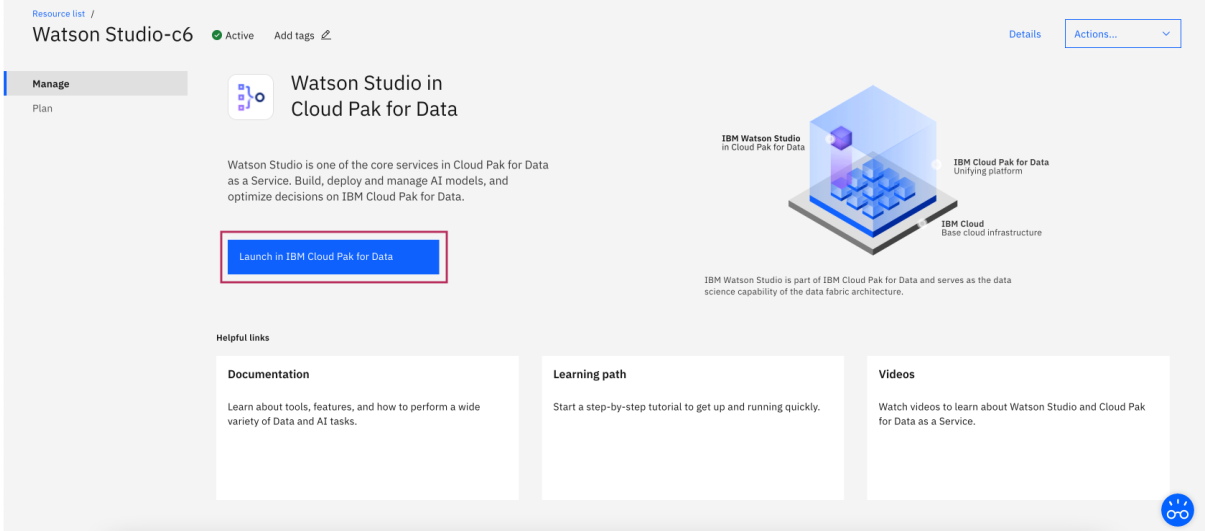 Resource list /
Watson Studio-c6
Active
Add tags
Details
Actions...
Manage
Plan
Watson Studio in
Cloud Pak for Data
Watson Studio is one of the core services in Cloud Pak for Data
as a Service. Build, deploy and manage AI models, and
optimize decisions on IBM Cloud Pak for Data.
Launch in IBM Cloud Pak for Data
IBM Watson Studio
in Cloud Pak for Data
IBM Cloud Pak for Data
Unifying platform
IBM Cloud
Base cloud infrastructure
IBM Watson Studio is part of IBM Cloud Pak for Data and serves as the data
science capability of the data fabric architecture.
Helpful links
Documentation
Learn about tools, features, and how to perform a wide
variety of Data and AI tasks.
Learning path
Start a step-by-step tutorial to get up and running quickly.
Videos
Watch videos to learn about Watson Studio and Cloud Pak
for Data as a Service.